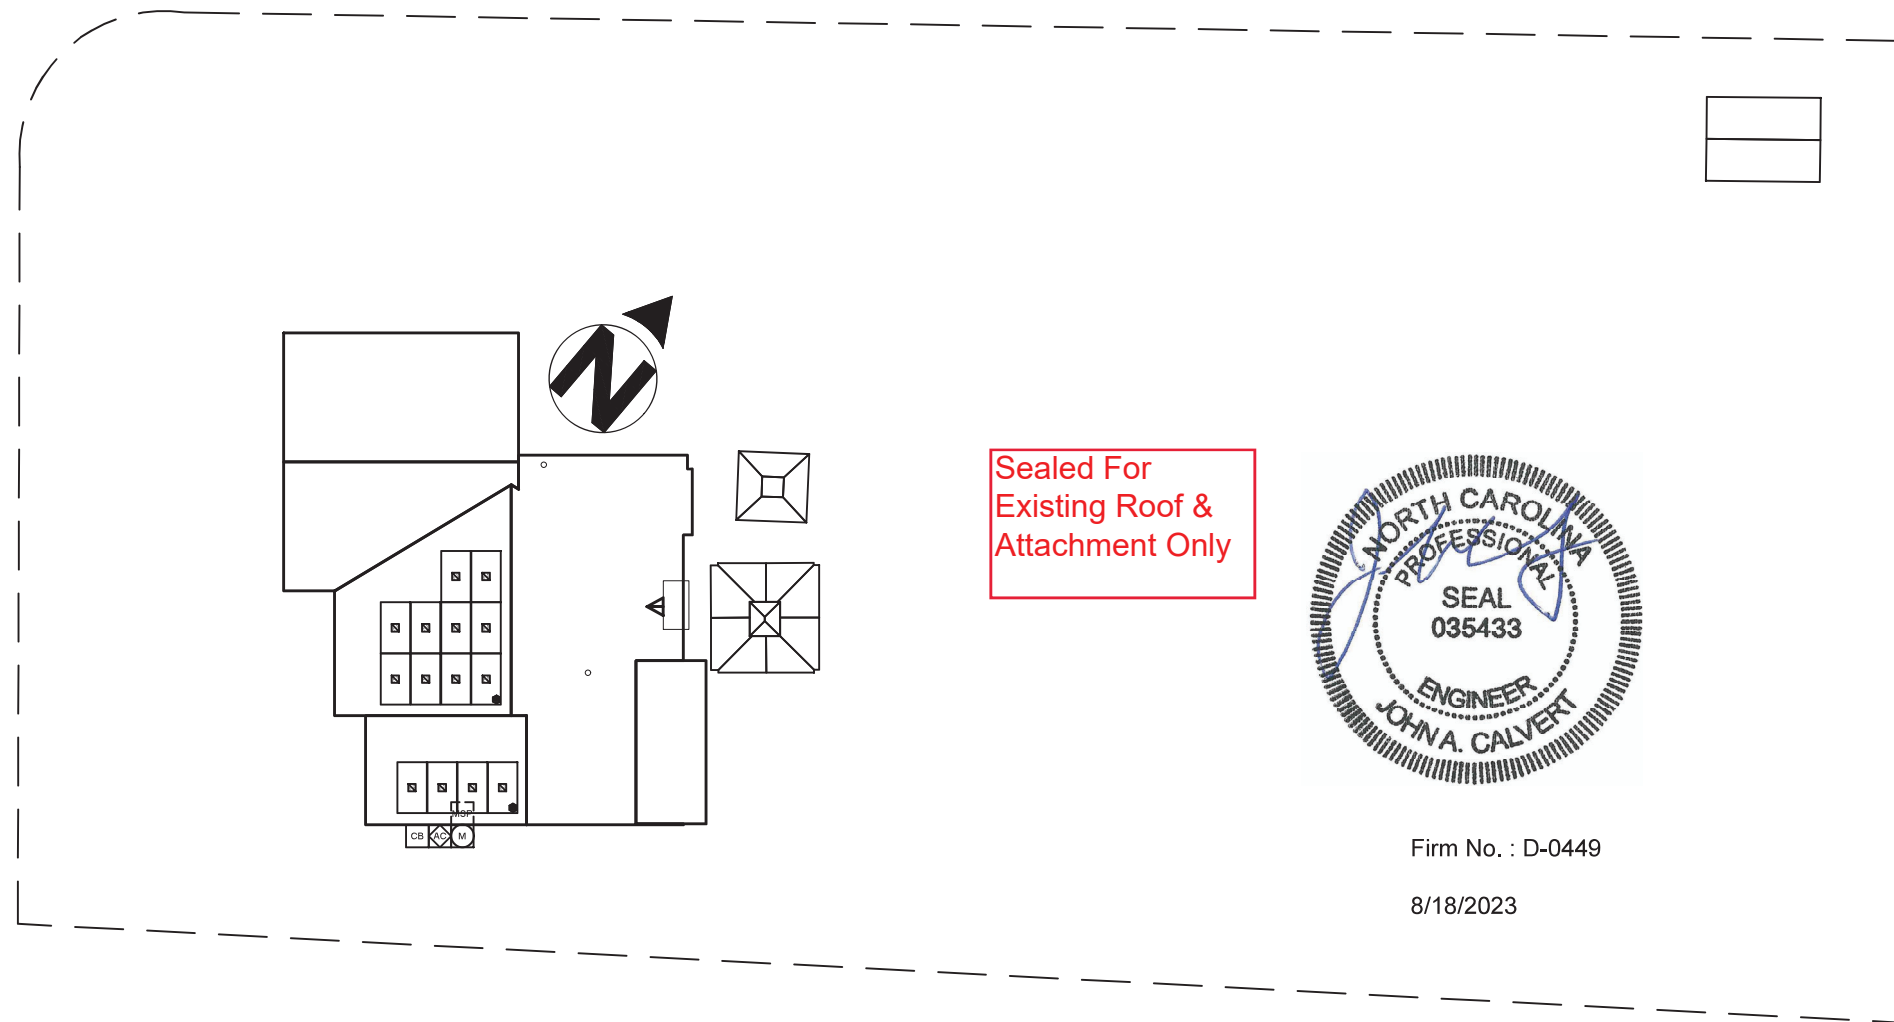 N
Sealed For
Existing Roof &
Attachment Only
NORTH CAROLINA
PROFESSIONAL
SEAL
035433
ENGINEER
JOHN A. CALVERT
MSP
CB AC M
Firm No. : D-0449
8/18/2023